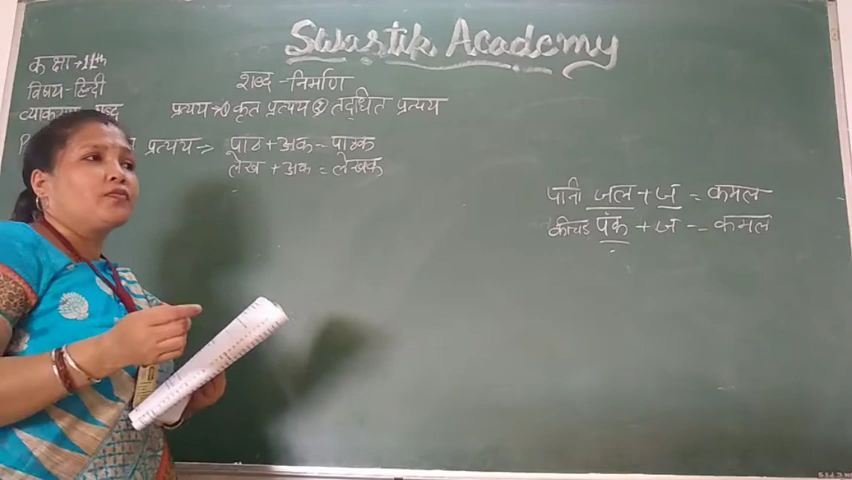 Swastik Academy
कक्षा → 11th
विषय - हिन्दी
शब्द - निर्माण
प्रत्यय → ① कृत प्रत्यय ② तद्धित प्रत्यय
प्रत्यय → पाठ + अक = पाठक
लेख + अक = लेखक
पानी जल + ज = कमल
कीचड़ पंक + ज = कमल